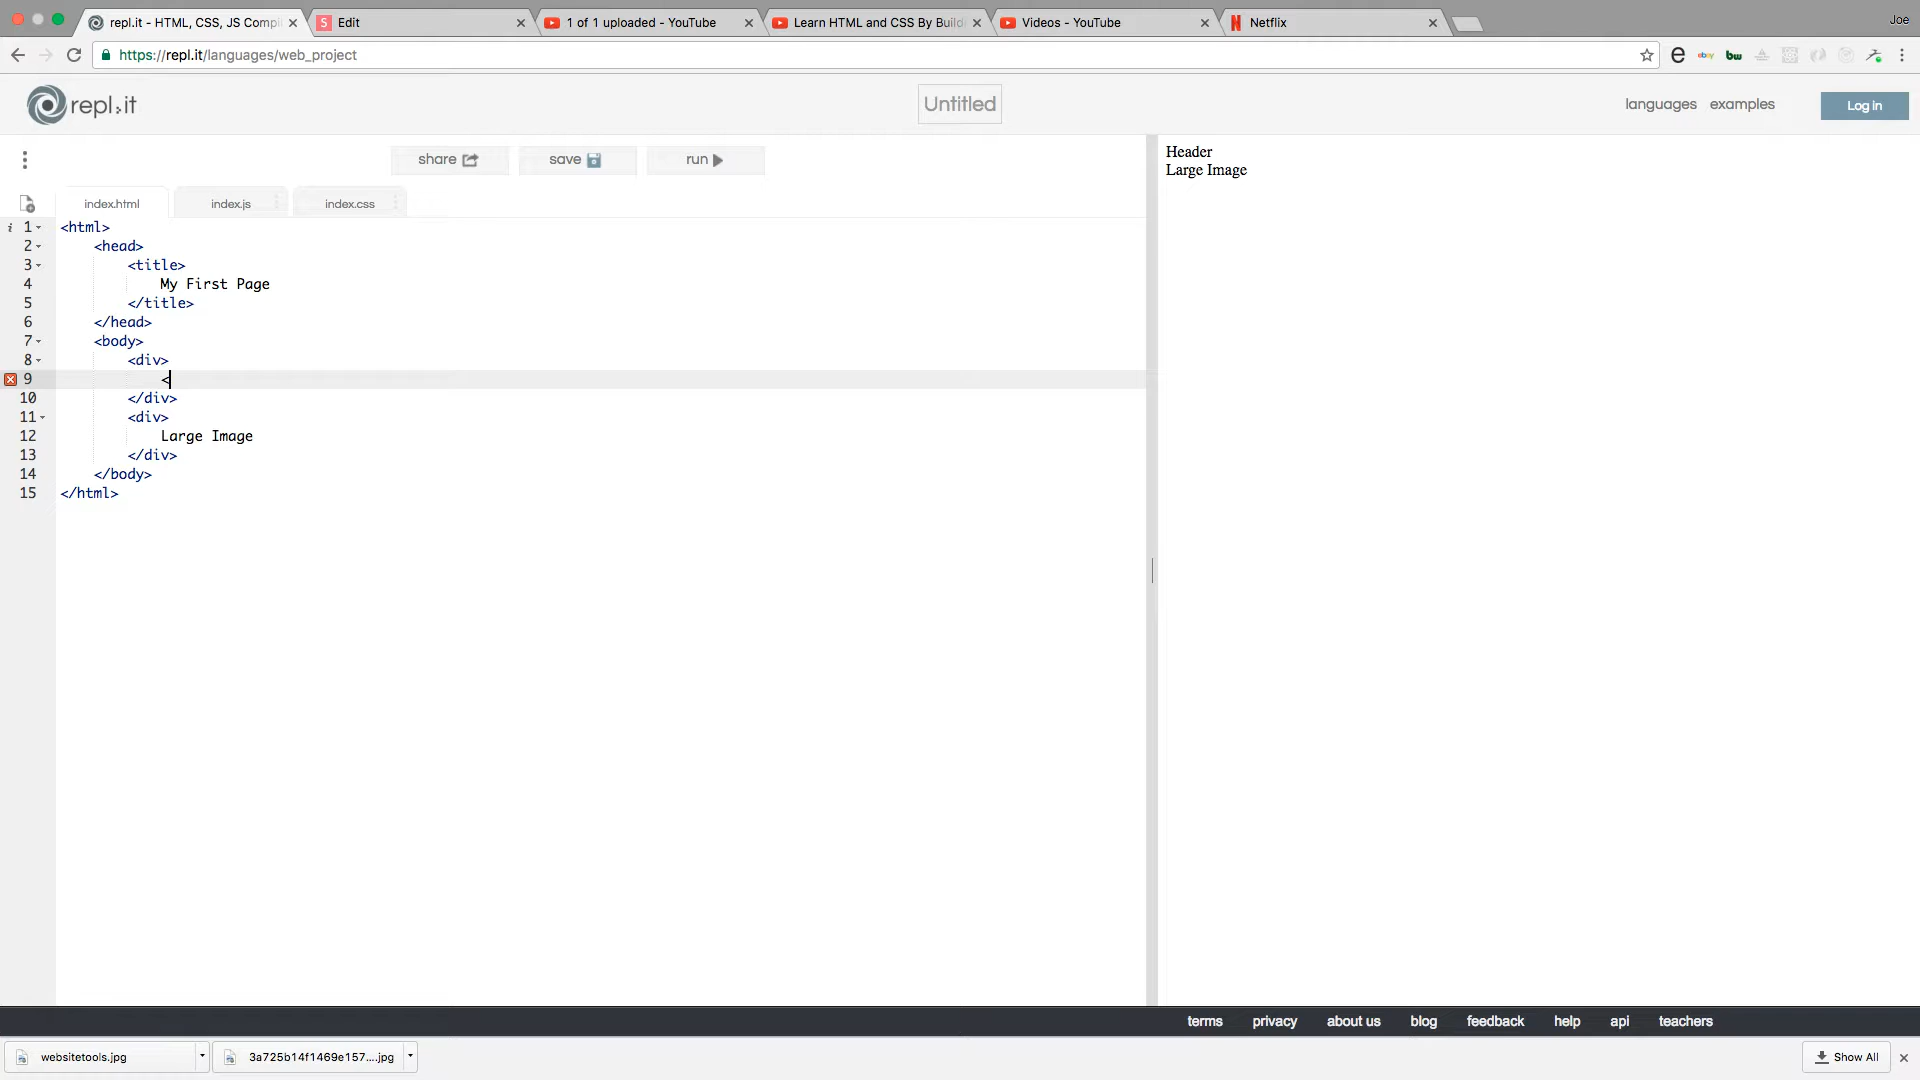 repl.it - HTML, CSS, JS Compi
Edit
1 of 1 uploaded - YouTube
Learn HTML and CSS By Build
Videos - YouTube
Netflix
Joe
https://repl.it/languages/web_project
e
ebay
bw
repl.it
Untitled
languages
examples
Log in
share
save
run
index.html
index.js
index.css
i 1 <html>
2 <head>
3 <title>
4 My First Page
5 </title>
6 </head>
7 <body>
8 <div>
9 <
10 </div>
11 <div>
12 Large Image
13 </div>
14 </body>
15 </html>
Header
Large Image
terms
privacy
about us
blog
feedback
help
api
teachers
websitetools.jpg
3a725b14f1469e157....jpg
Show All